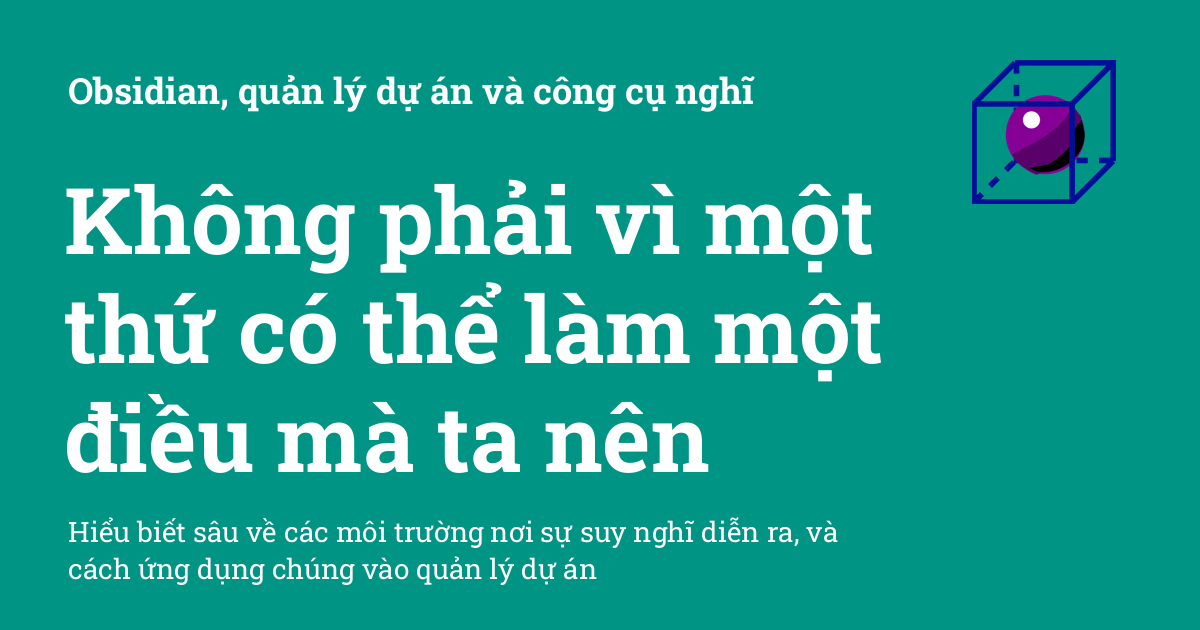 Obsidian, quản lý dự án và công cụ nghĩ
Không phải vì một
thứ có thể làm một
điều mà ta nên
Hiểu biết sâu về các môi trường nơi sự suy nghĩ diễn ra, và
cách ứng dụng chúng vào quản lý dự án